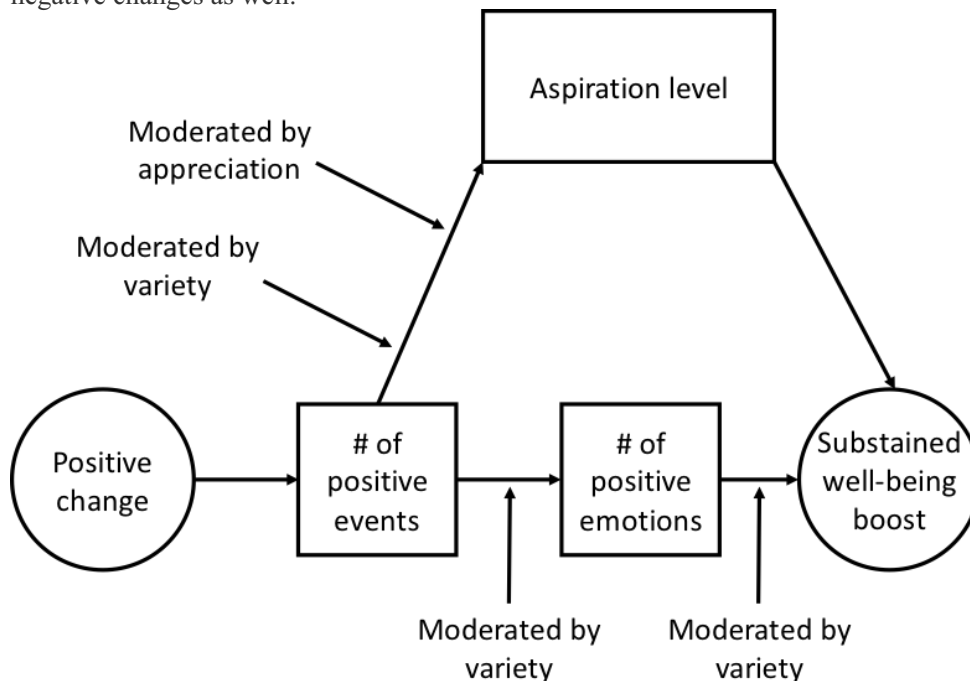 negative changes as well.
Aspiration level
Moderated by
appreciation
Moderated by
variety
Positive
change
# of
positive
events
# of
positive
emotions
Substained
well-being
boost
Moderated by
variety
Moderated by
variety